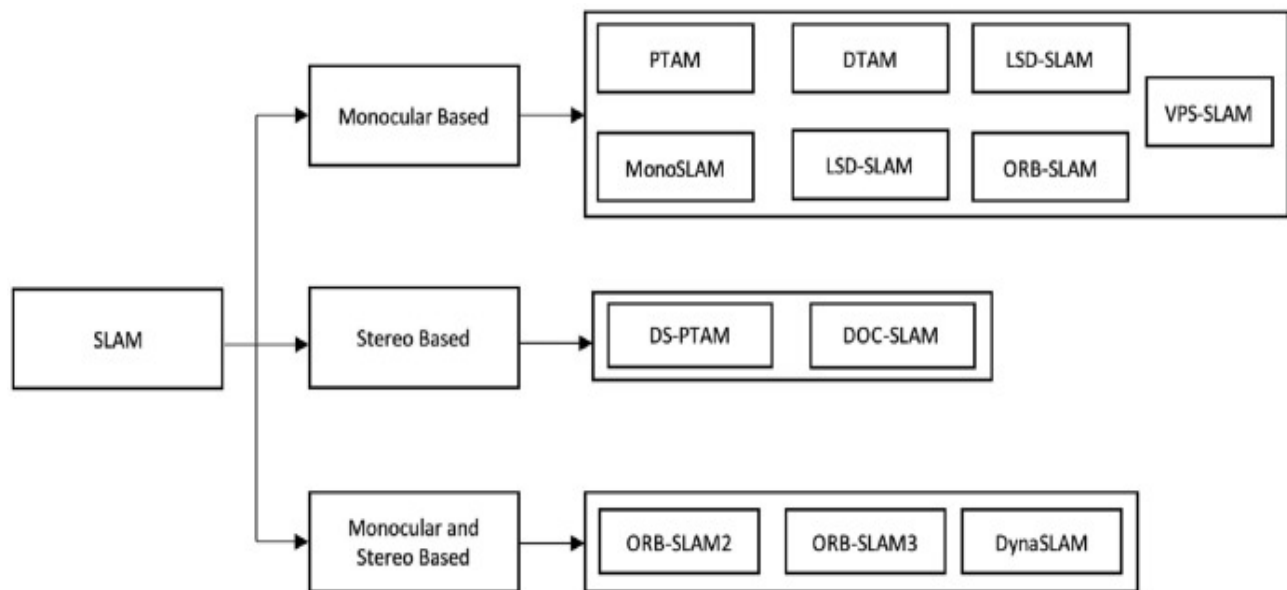 PTAM
DTAM
LSD-SLAM
VPS-SLAM
Monocular Based
MonoSLAM
LSD-SLAM
ORB-SLAM
SLAM
Stereo Based
DS-PTAM
DOC-SLAM
Monocular and
Stereo Based
ORB-SLAM2
ORB-SLAM3
DynaSLAM